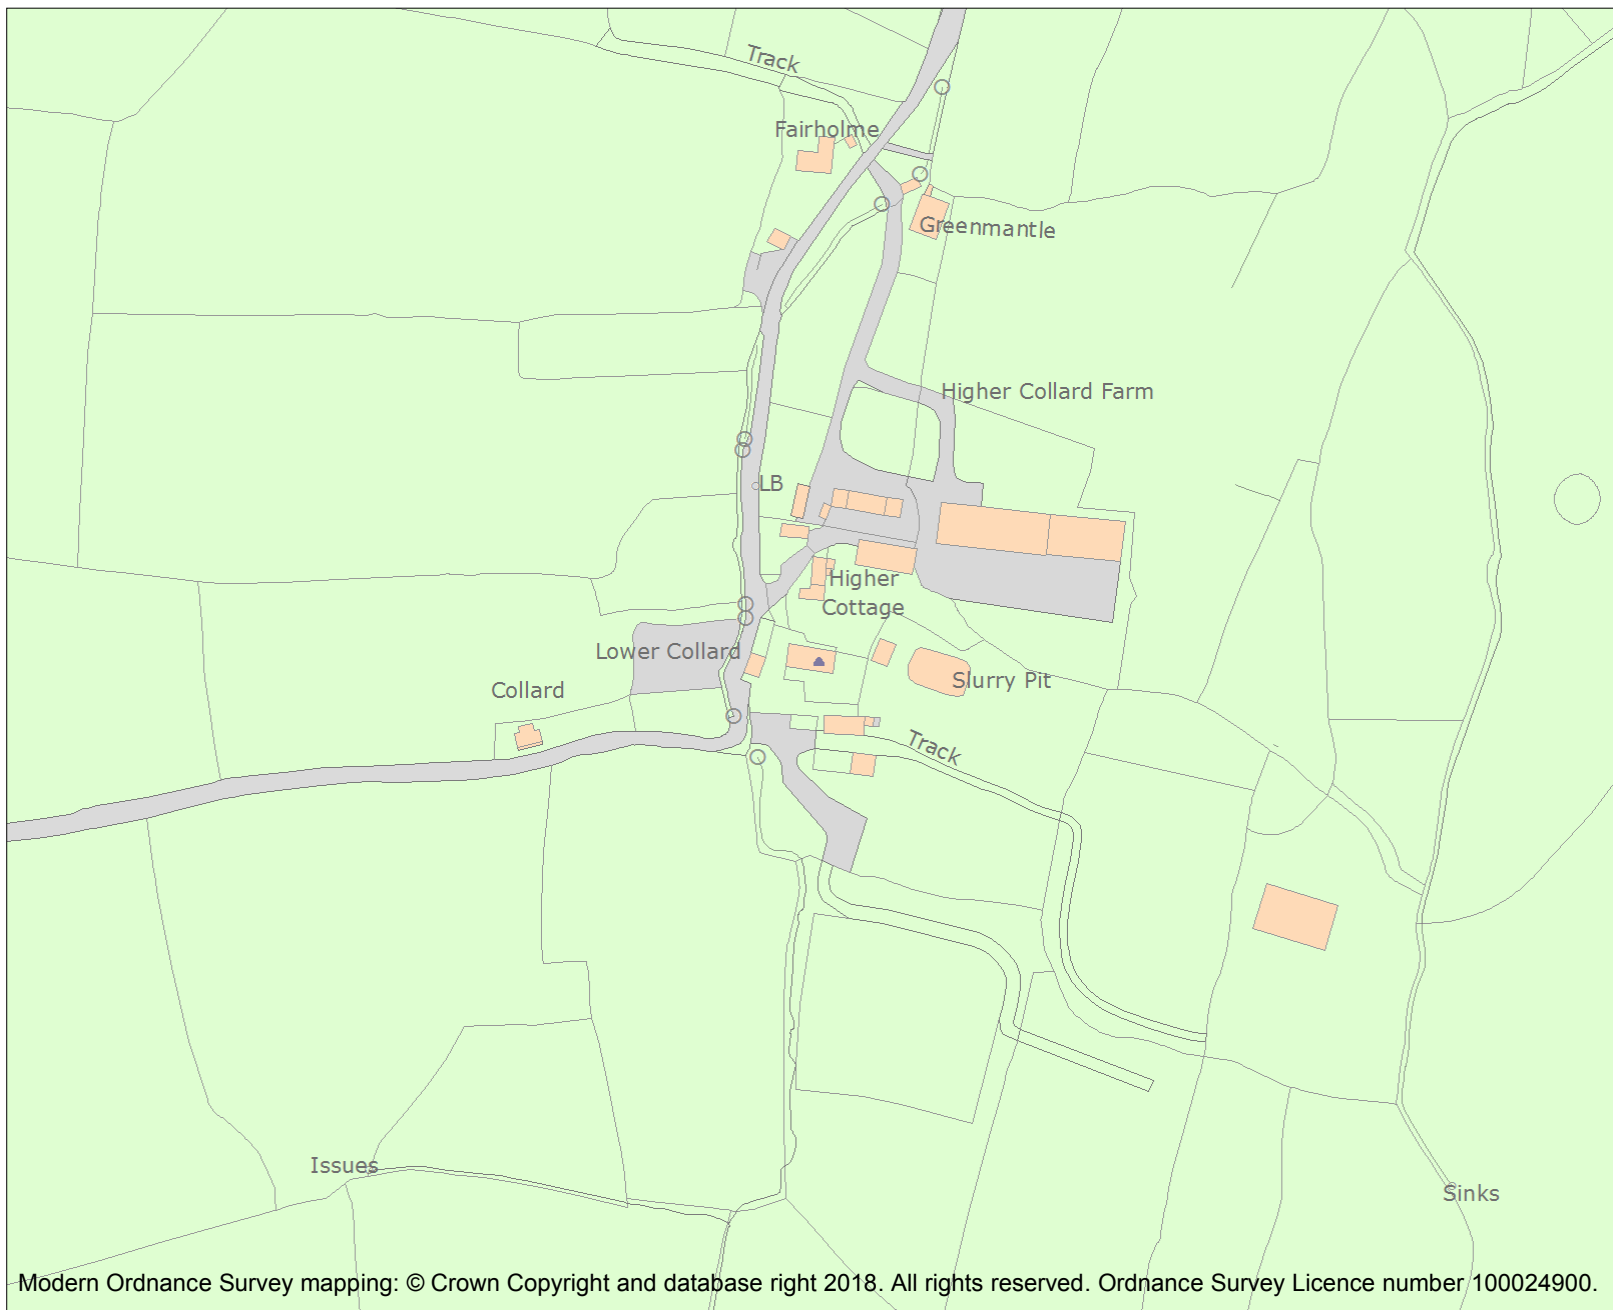 Track
Fairholme
Greenmantle
Higher Collard Farm
LB
Higher
Cottage
Lower Collard
Slurry Pit
Collard
Track
Issues
Sinks
Modern Ordnance Survey mapping: © Crown Copyright and database right 2018. All rights reserved. Ordnance Survey Licence number 100024900.